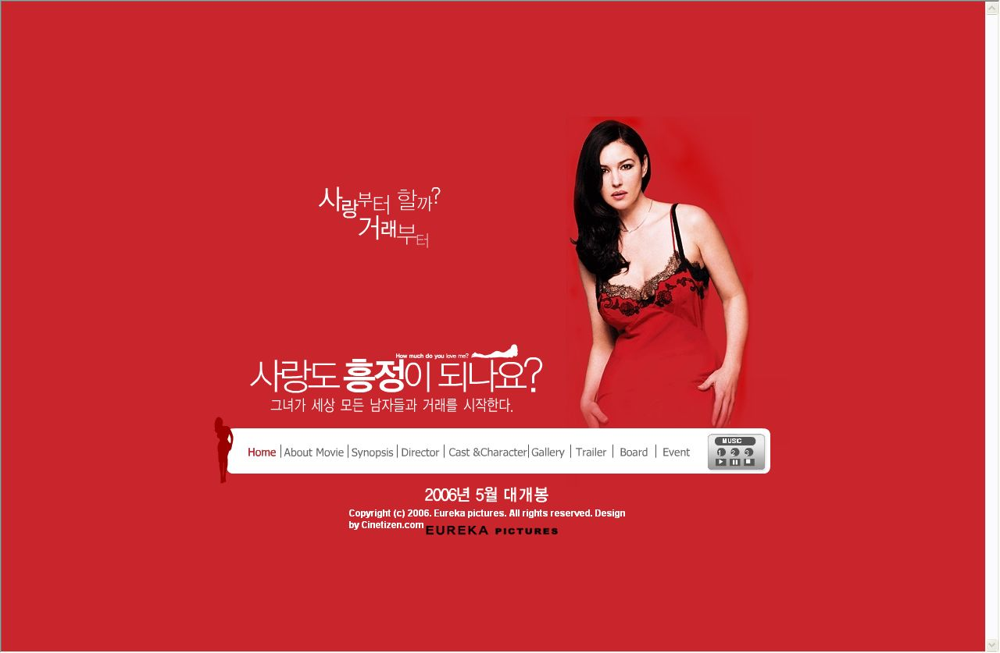 사랑부터 할까?
거래부터
How much do you love me?
사랑도 흥정이 되나요?
그녀가 세상 모든 남자들과 거래를 시작한다.
Home About Movie Synopsis Director Cast &Character Gallery Trailer Board Event
MUSIC
1 2 3
2006년 5월 대개봉
Copyright (c) 2006. Eureka pictures. All rights reserved. Design
by Cinetizen.com
EUREKA PICTURES